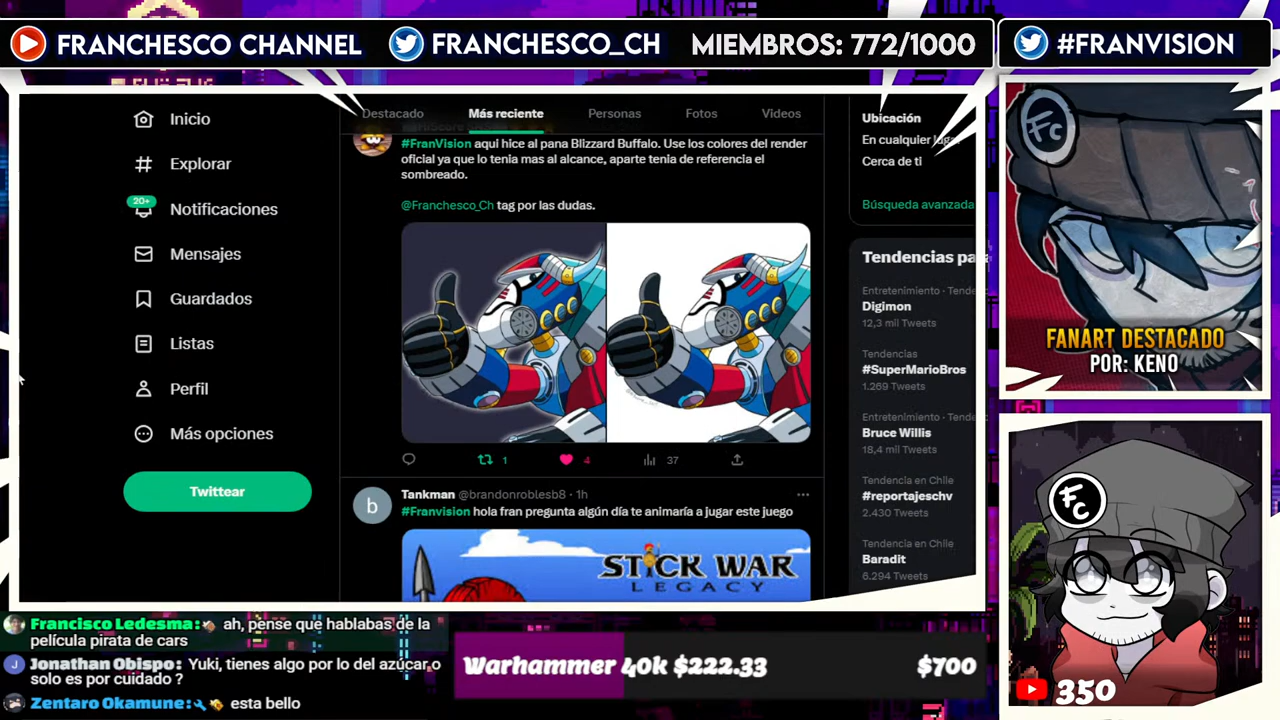 FRANCHESCO CHANNEL
FRANCHESCO_CH
MIEMBROS: 772/1000
#FRANVISION
Inicio
Explorar
20+
Notificaciones
Mensajes
Guardados
Listas
Perfil
Más opciones
Twittear
Destacado
Más reciente
Personas
Fotos
Videos
#FranVision aqui hice al pana Blizzard Buffalo. Use los colores del render
oficial ya que lo tenia mas al alcance, aparte tenia de referencia el
sombreado.
@Franchesco_Ch tag por las dudas.
1
4
37
b
Tankman @brandonroblesb8 · 1h
#Franvision hola fran pregunta algún día te animaría a jugar este juego
STICK WAR
LEGACY
Ubicación
En cualquier lug
Cerca de ti
Búsqueda avanzada
Tendencias pa
Entretenimiento · Tende
Digimon
12,3 mil Tweets
Tendencias
#SuperMarioBros
1.269 Tweets
Entretenimiento · Tende
Bruce Willis
18,4 mil Tweets
Tendencia en Chile
#reportajeschv
2.430 Tweets
Tendencia en Chile
Baradit
6.294 Tweets
FC
FANART DESTACADO
POR: KENO
FC
350
Francisco Ledesma: ah, pense que hablabas de la
película pirata de cars
J Jonathan Obispo: Yuki, tienes algo por lo del azúcar o
solo es por cuidado ?
Zentaro Okamune: esta bello
Warhammer 40k $222.33
$700